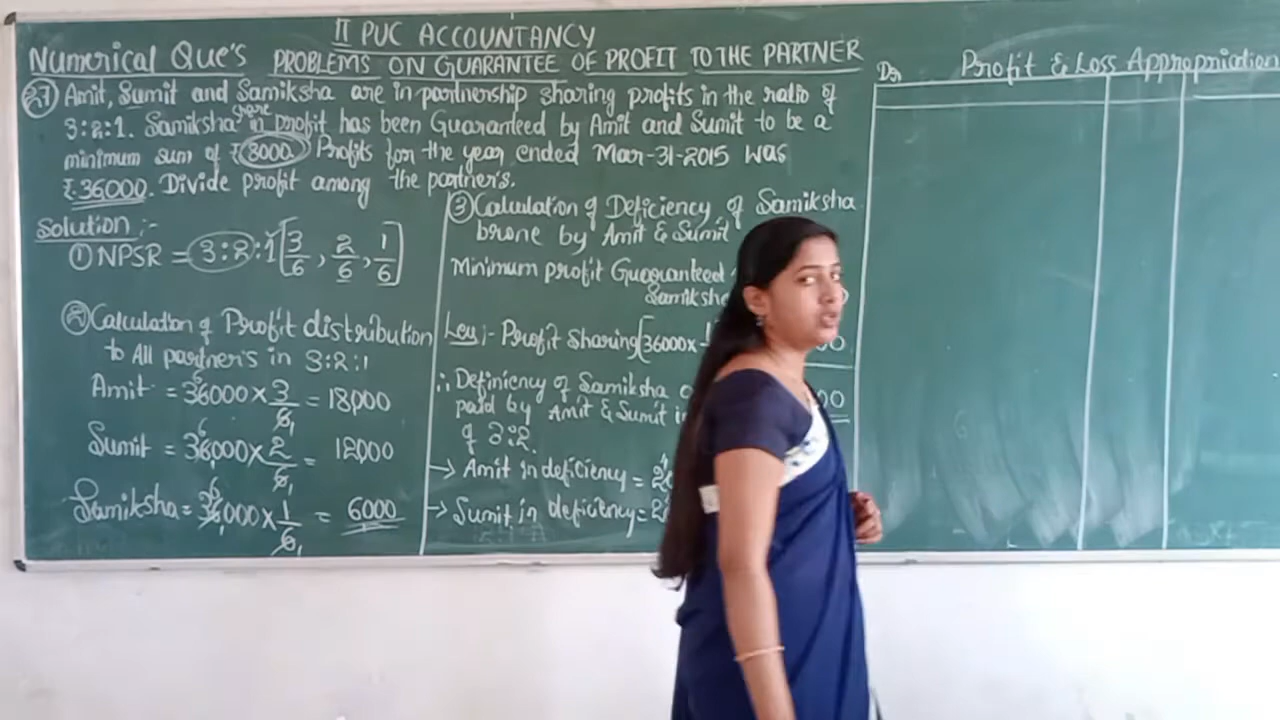 II PUC ACCOUNTANCY
Numerical Que's PROBLEMS ON GUARANTEE OF PROFIT TO THE PARTNER
27 Amit, Sumit and Samiksha are in partnership sharing profits in the ratio of
3:2:1. Samiksha share in profit has been Guaranteed by Amit and Sumit to be a
minimum sum of ₹8000. Profits for the year ended Mar-31-2015 was
₹.36000. Divide profit among the partner's.
Solution :-
① NPSR = 3:2:1 [3/6, 2/6, 1/6]
② Calculation of Profit distribution
to All partner's in 3:2:1
Amit = 36000 × 3/6 = 18000
Sumit = 36000 × 2/6 = 12000
Samiksha = 36000 × 1/6 = 6000
③ Calculation of Deficiency of Samiksha
brone by Amit & Sumit
Minimum profit Guaranteed
Samiksha
Less :- Profit Sharing [36000×
∴ Definiency of Samiksha
paid by Amit & Sumit in
of 3:2.
→ Amit in deficiency =
→ Sumit in deficiency =
Dr Profit & Loss Appropriation